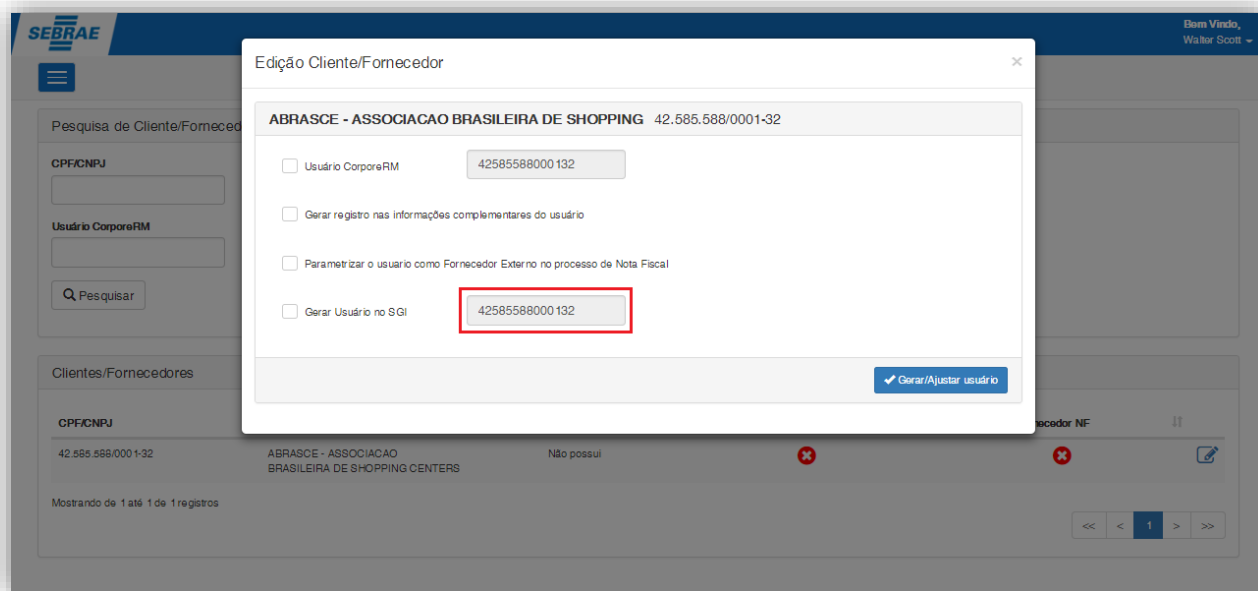 SEBRAE
Bem Vindo,
Walter Scott
Edição Cliente/Fornecedor
×
Pesquisa de Cliente/Forneced
ABRASCE - ASSOCIACAO BRASILEIRA DE SHOPPING 42.585.588/0001-32
CPF/CNPJ
Usuário CorporeRM 42585588000132
Gerar registro nas informações complementares do usuário
Usuário CorporeRM
Parametrizar o usuario como Fornecedor Externo no processo de Nota Fiscal
Pesquisar
Gerar Usuário no SGI 42585588000132
Clientes/Fornecedores
Gerar/Ajustar usuário
CPF/CNPJ
necedor NF
42.585.588/0001-32
ABRASCE - ASSOCIACAO
BRASILEIRA DE SHOPPING CENTERS
Não possui
Mostrando de 1 até 1 de 1 registros
<< < 1 > >>